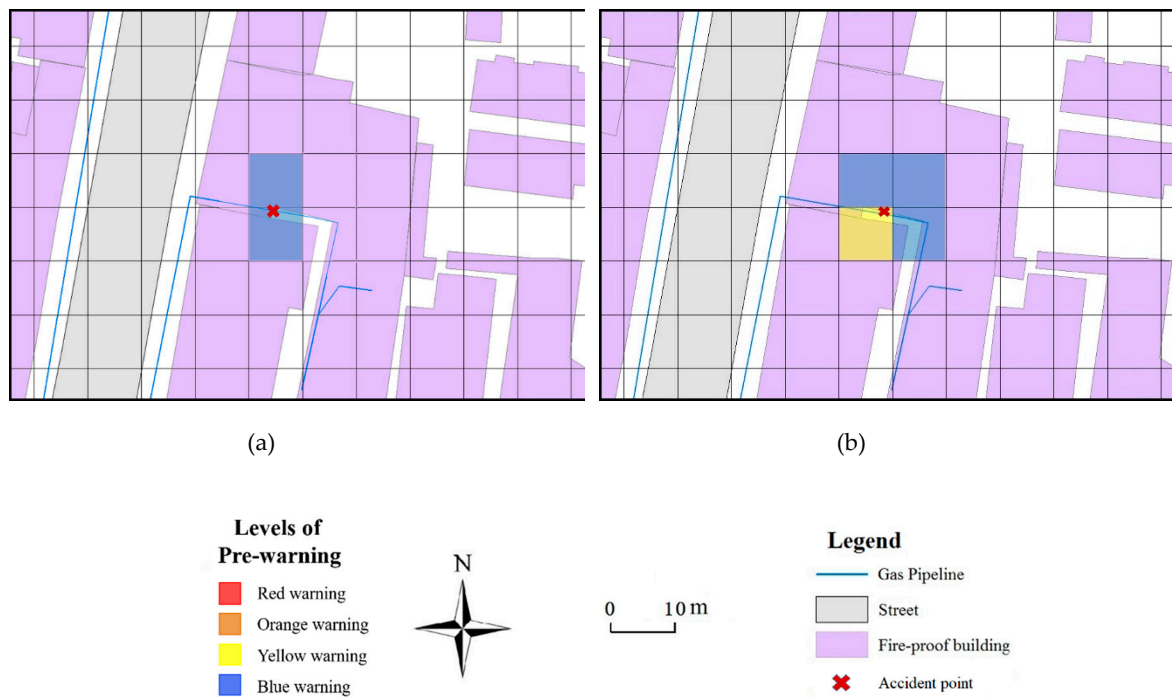 (a)
(b)
Levels of
Pre-warning
Red warning
Orange warning
Yellow warning
Blue warning
N
0 10 m
Legend
Gas Pipeline
Street
Fire-proof building
Accident point